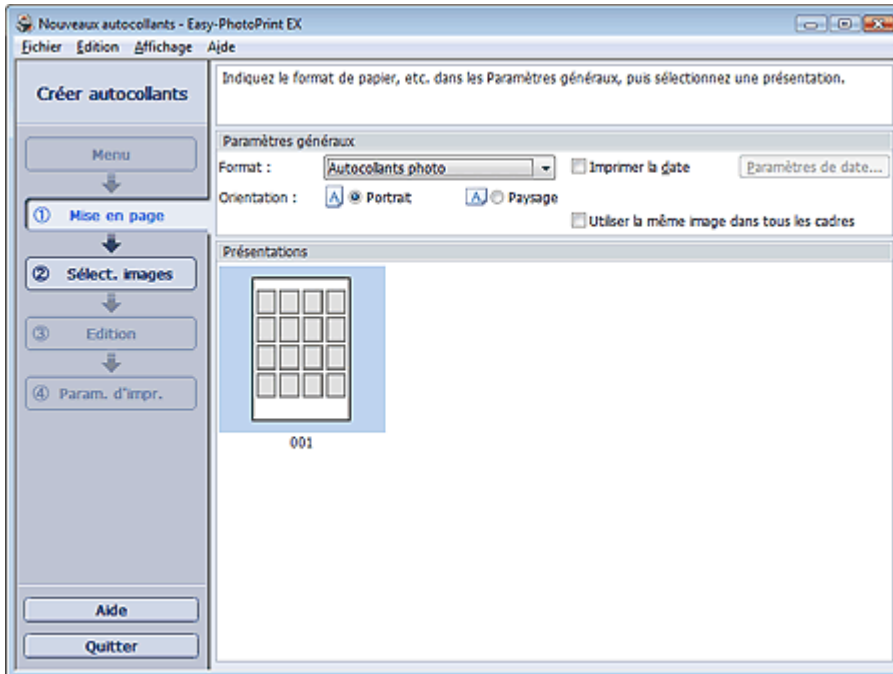 Nouveaux autocollants - Easy-PhotoPrint EX
Fichier Édition Affichage Aide
Créer autocollants
Indiquez le format de papier, etc. dans les Paramètres généraux, puis sélectionnez une présentation.
Menu
① Mise en page
② Sélect. images
③ Edition
④ Param. d'impr.
Paramètres généraux
Format : Autocollants photo Imprimer la date Paramètres de date...
Orientation : A Portrait A Paysage
Utiliser la même image dans tous les cadres
Présentations
001
Aide
Quitter